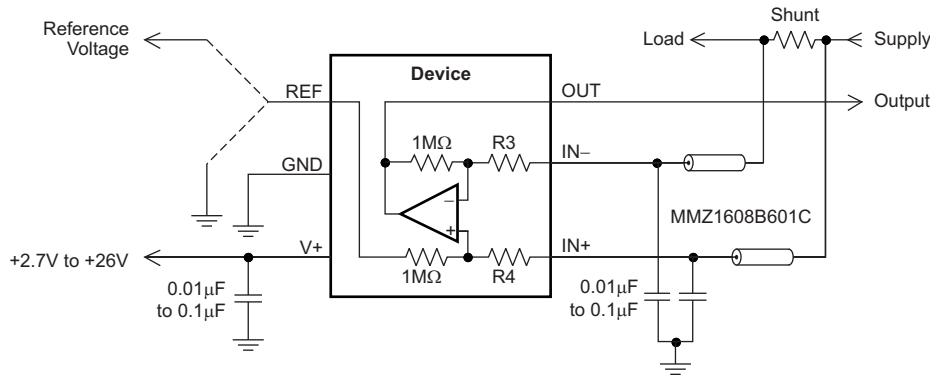 Shunt
Reference
Voltage
Load
Supply
Device
REF
OUT
Output
1MΩ
R3
IN−
GND
−
MMZ1608B601C
+
V+
IN+
+2.7V to +26V
1MΩ
R4
0.01µF
to 0.1µF
0.01µF
to 0.1µF